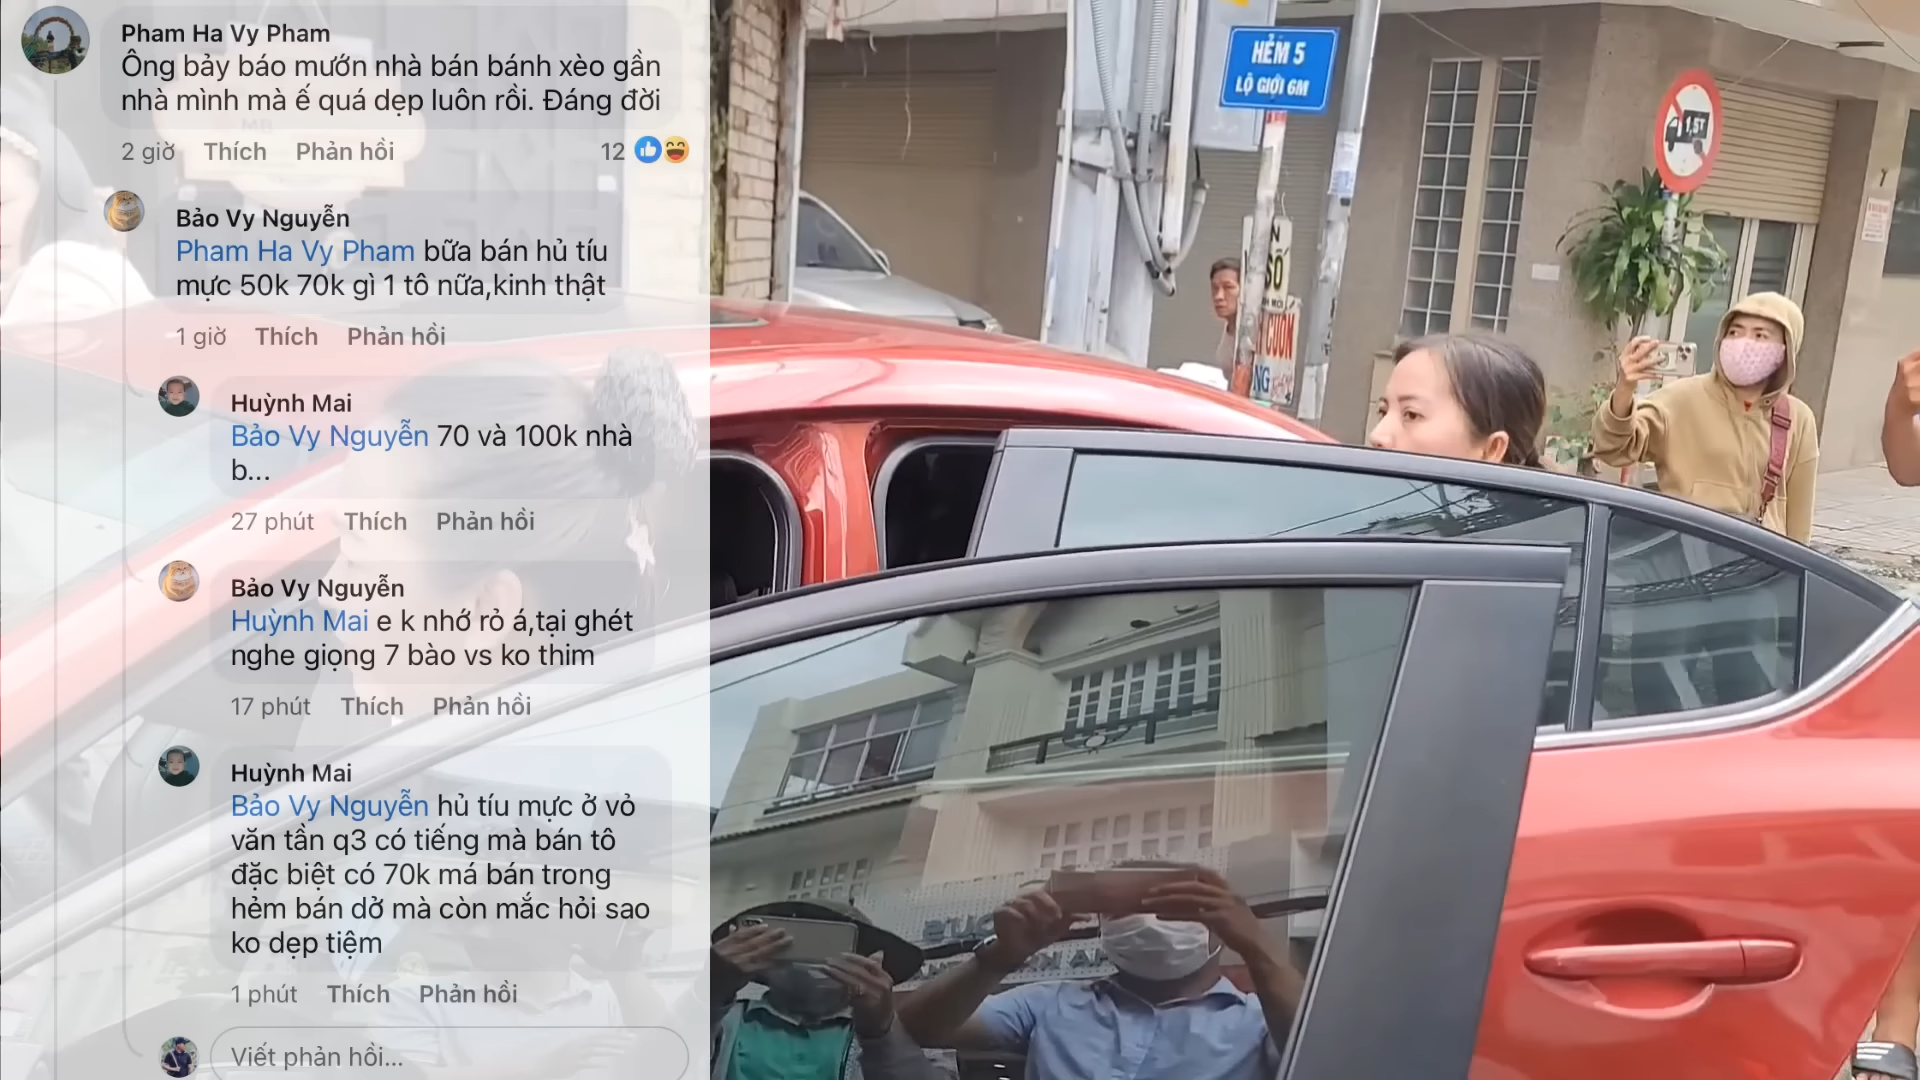 Pham Ha Vy Pham
Ông bảy báo mướn nhà bán bánh xèo gần
nhà mình mà ế quá dẹp luôn rồi. Đáng đời
2 giờ Thích Phản hồi 12
Bảo Vy Nguyễn
Pham Ha Vy Pham bữa bán hủ tíu
mực 50k 70k gì 1 tô nữa,kinh thật
1 giờ Thích Phản hồi
Huỳnh Mai
Bảo Vy Nguyễn 70 và 100k nhà
b...
27 phút Thích Phản hồi
Bảo Vy Nguyễn
Huỳnh Mai e k nhớ rỏ á,tại ghét
nghe giọng 7 bào vs ko thim
17 phút Thích Phản hồi
Huỳnh Mai
Bảo Vy Nguyễn hủ tíu mực ở vỏ
văn tần q3 có tiếng mà bán tô
đặc biệt có 70k má bán trong
hẻm bán dở mà còn mắc hỏi sao
ko dẹp tiệm
1 phút Thích Phản hồi
Viết phản hồi...
HẺM 5
LỘ GIỚI 6M
1,5T
SỐ
CUỐN